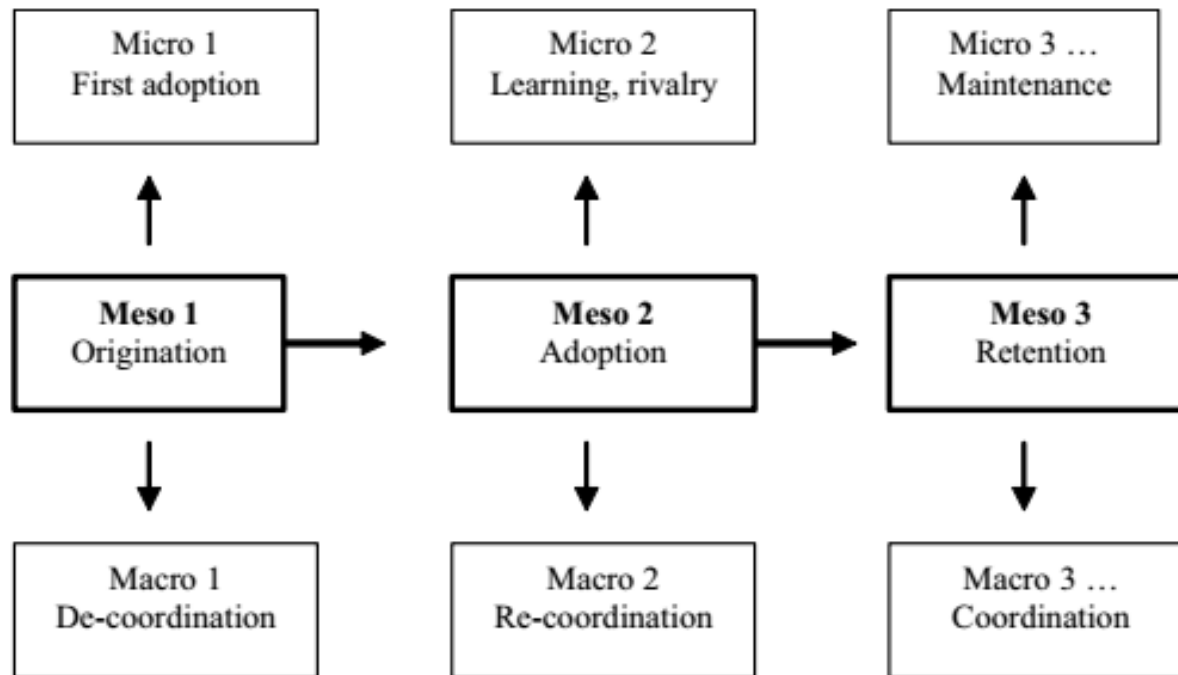 Micro 1
First adoption
Micro 2
Learning, rivalry
Micro 3 …
Maintenance
Meso 1
Origination
Meso 2
Adoption
Meso 3
Retention
Macro 1
De-coordination
Macro 2
Re-coordination
Macro 3 …
Coordination